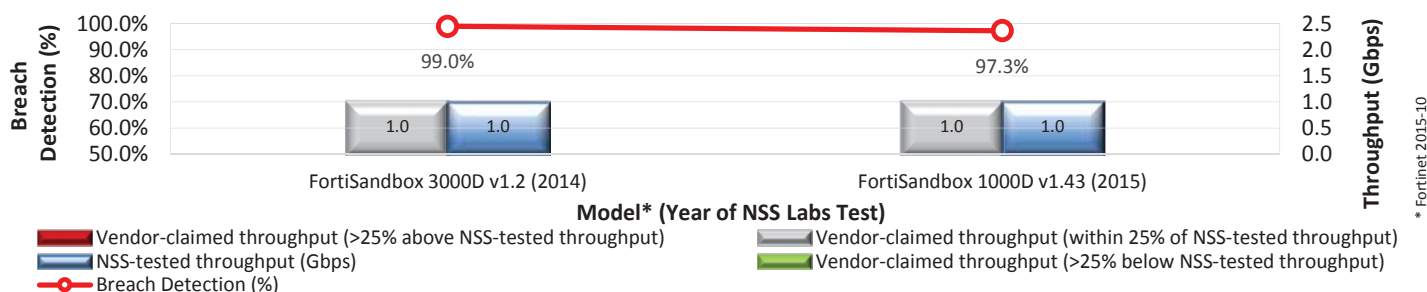 100.0%
90.0%
80.0%
70.0%
60.0%
50.0%
Breach
Detection (%)
99.0%
97.3%
1.0
1.0
1.0
1.0
2.5
2.0
1.5
1.0
0.5
0.0
Throughput (Gbps)
* Fortinet 2015-10
FortiSandbox 3000D v1.2 (2014)
FortiSandbox 1000D v1.43 (2015)
Model* (Year of NSS Labs Test)
Vendor-claimed throughput (>25% above NSS-tested throughput)
Vendor-claimed throughput (within 25% of NSS-tested throughput)
NSS-tested throughput (Gbps)
Vendor-claimed throughput (>25% below NSS-tested throughput)
Breach Detection (%)